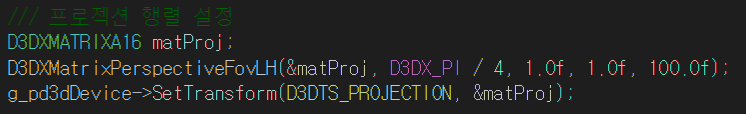 /// 프로젝션 행렬 설정
D3DXMATRIXA16 matProj;
D3DXMatrixPerspectiveFovLH(&matProj, D3DX_PI / 4, 1.0f, 1.0f, 100.0f);
g_pd3dDevice->SetTransform(D3DTS_PROJECTION, &matProj);